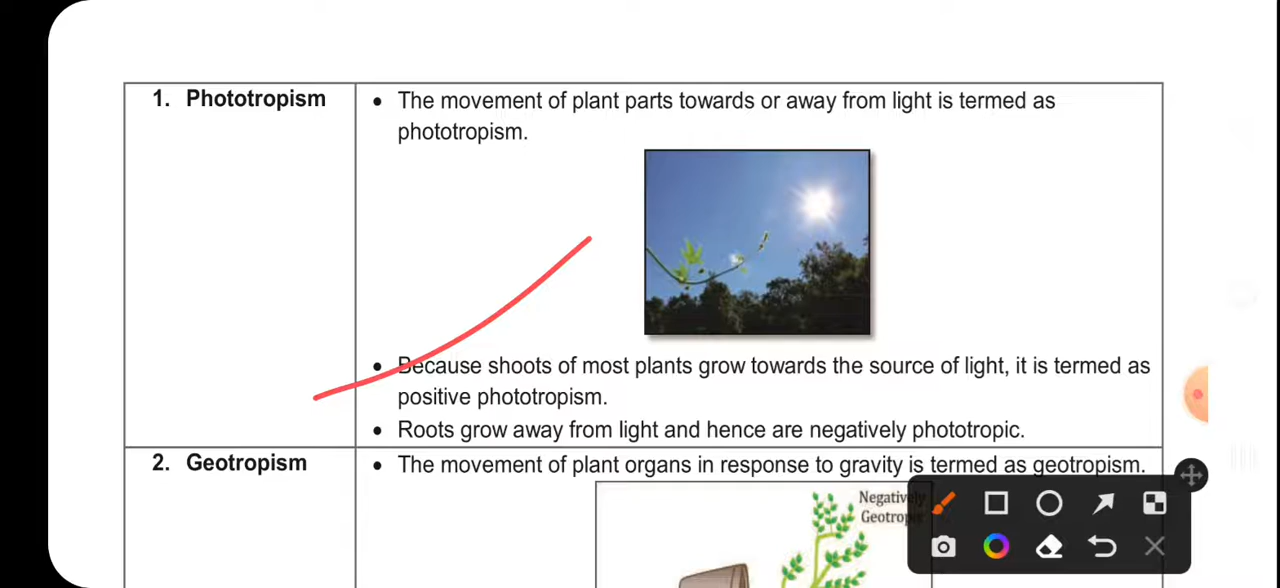 1. Phototropism
• The movement of plant parts towards or away from light is termed as
phototropism.
• Because shoots of most plants grow towards the source of light, it is termed as
positive phototropism.
• Roots grow away from light and hence are negatively phototropic.
2. Geotropism
• The movement of plant organs in response to gravity is termed as geotropism.
Negatively